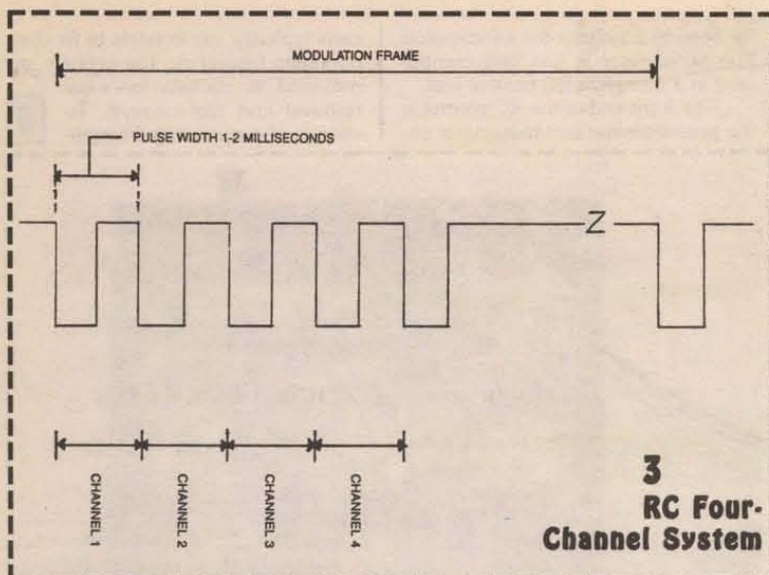 MODULATION FRAME
PULSE WIDTH 1-2 MILLISECONDS
Z
CHANNEL 1
CHANNEL 2
CHANNEL 3
CHANNEL 4
3
RC Four-
Channel System